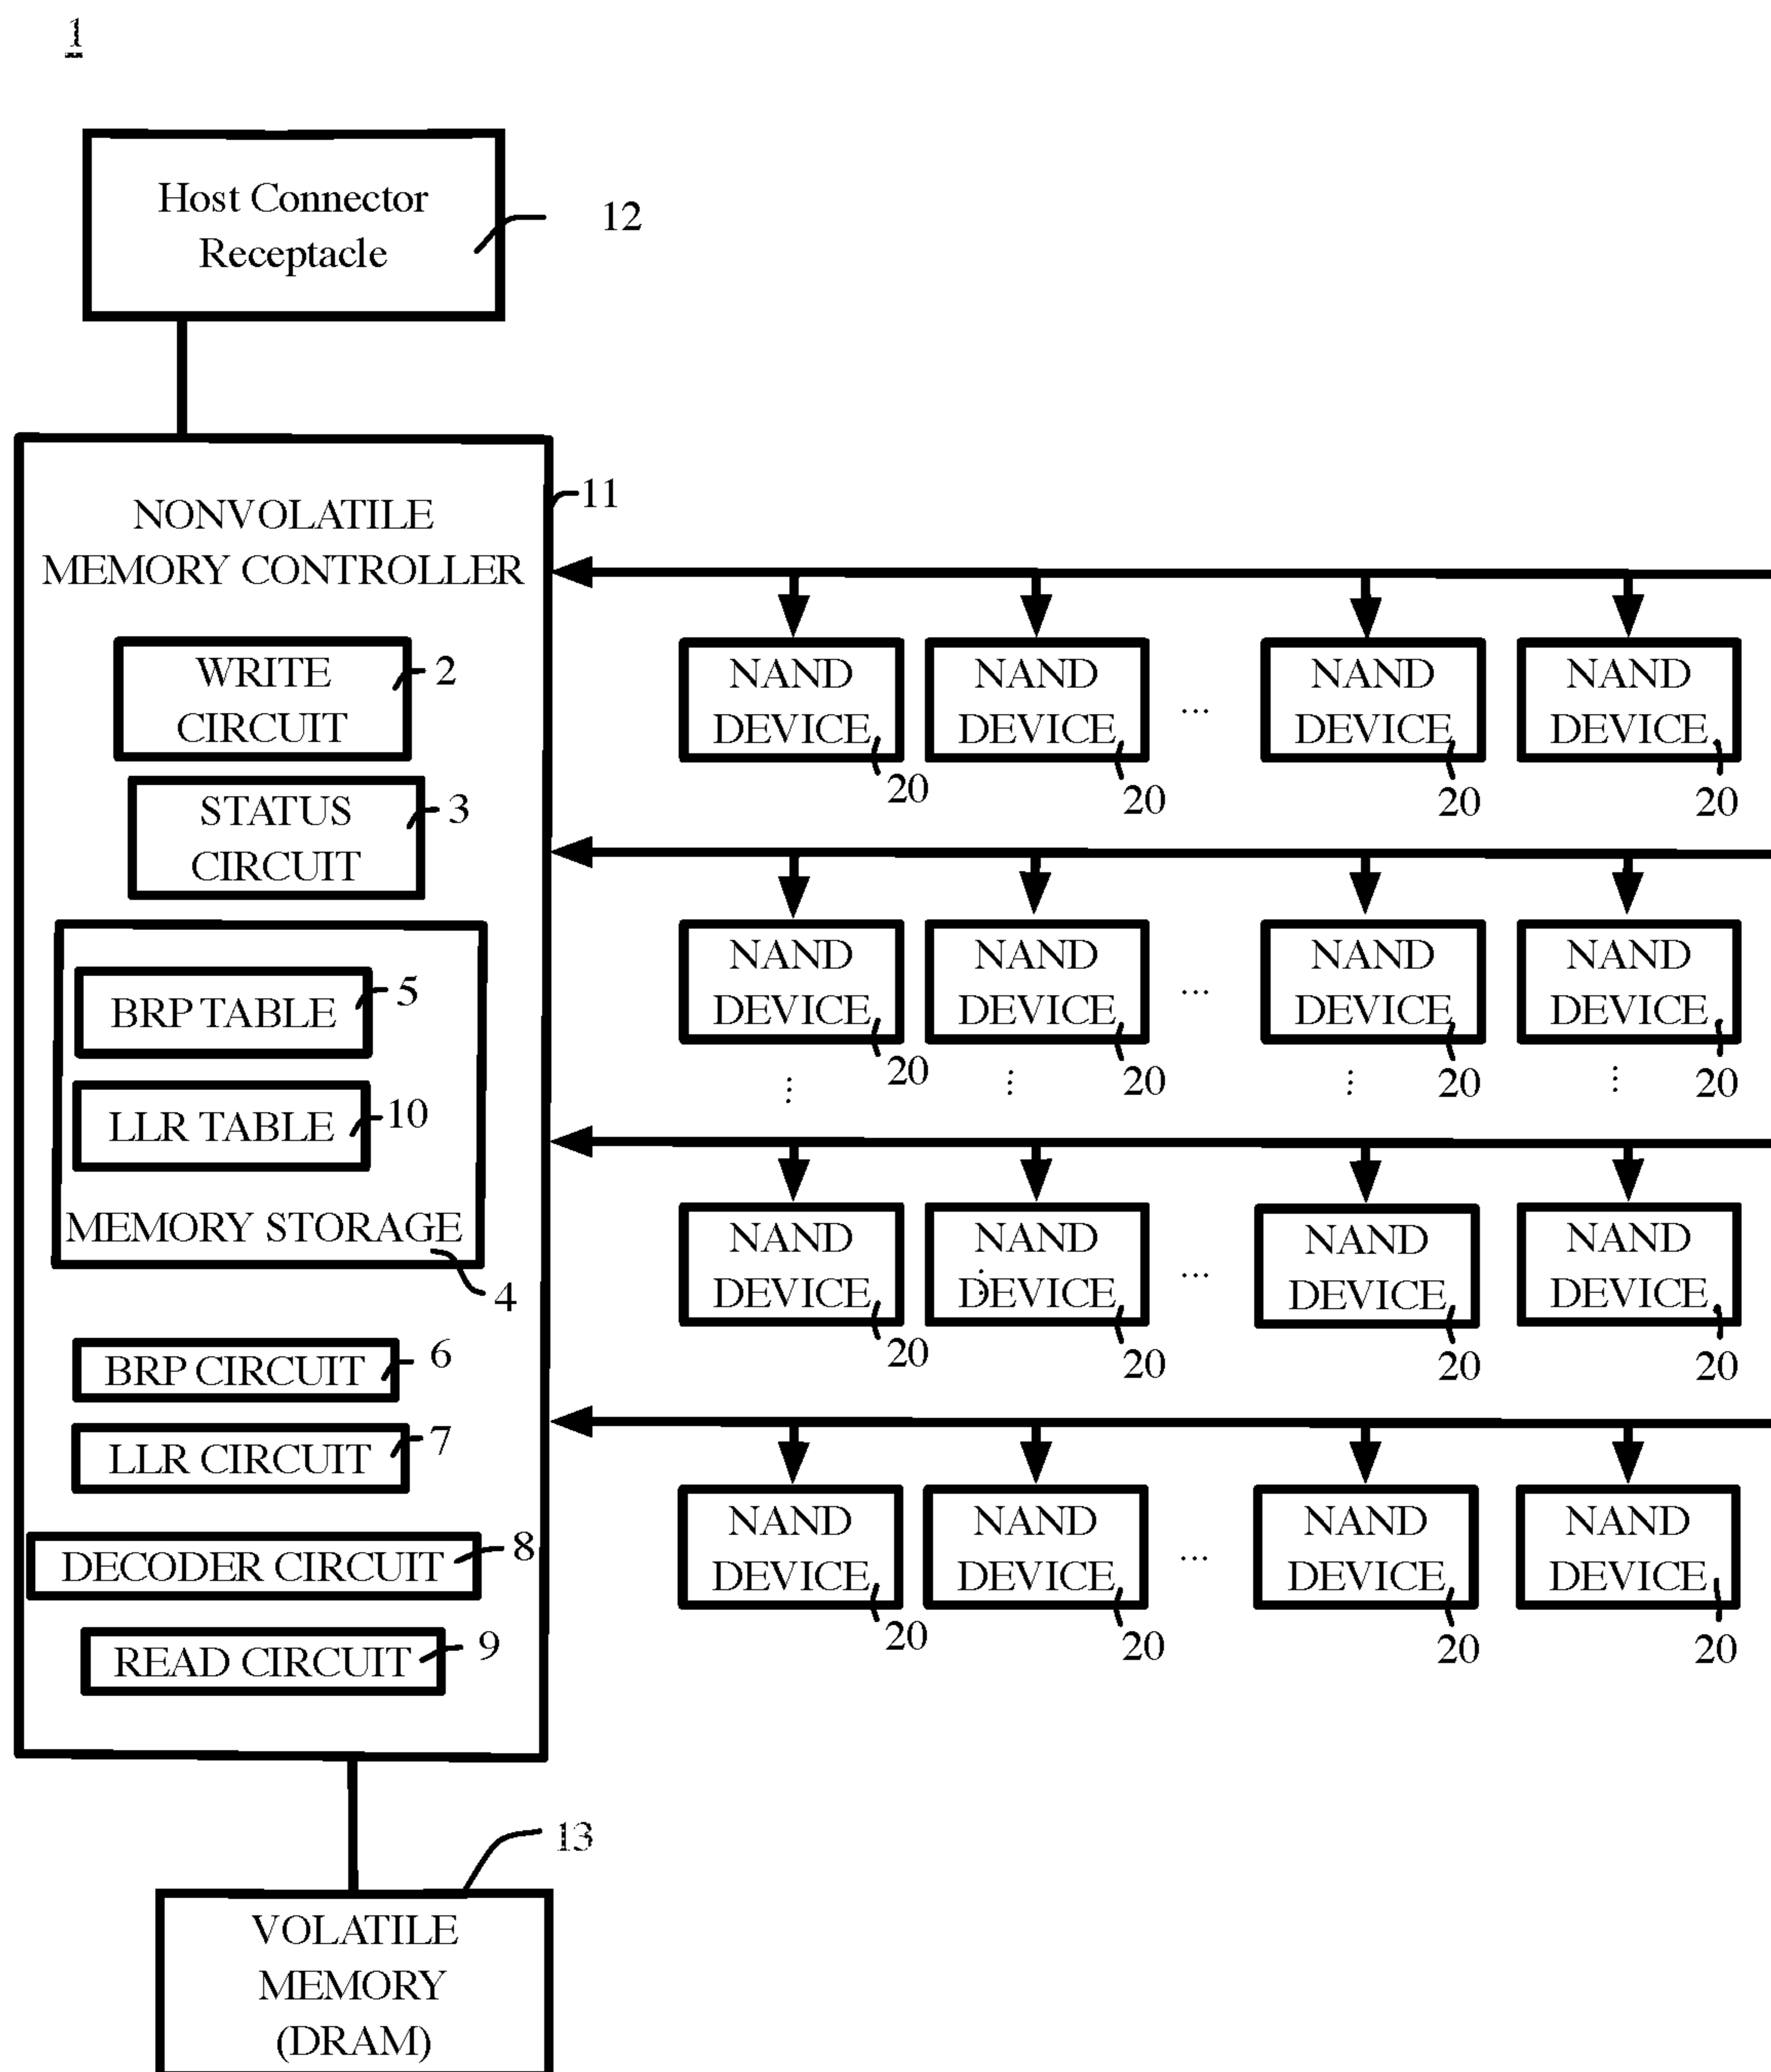 1
Host Connector
Receptacle
12
NONVOLATILE
MEMORY CONTROLLER
11
WRITE
CIRCUIT
2
STATUS
CIRCUIT
3
BRP TABLE
5
LLR TABLE
10
MEMORY STORAGE
4
BRP CIRCUIT
6
LLR CIRCUIT
7
DECODER CIRCUIT
8
READ CIRCUIT
9
13
VOLATILE
MEMORY
(DRAM)
NAND
DEVICE
20
NAND
DEVICE
20
...
NAND
DEVICE
20
NAND
DEVICE
20
NAND
DEVICE
20
NAND
DEVICE
20
...
NAND
DEVICE
20
NAND
DEVICE
20
...
...
...
...
NAND
DEVICE
20
NAND
DEVICE
20
...
NAND
DEVICE
20
NAND
DEVICE
20
NAND
DEVICE
20
NAND
DEVICE
20
...
NAND
DEVICE
20
NAND
DEVICE
20